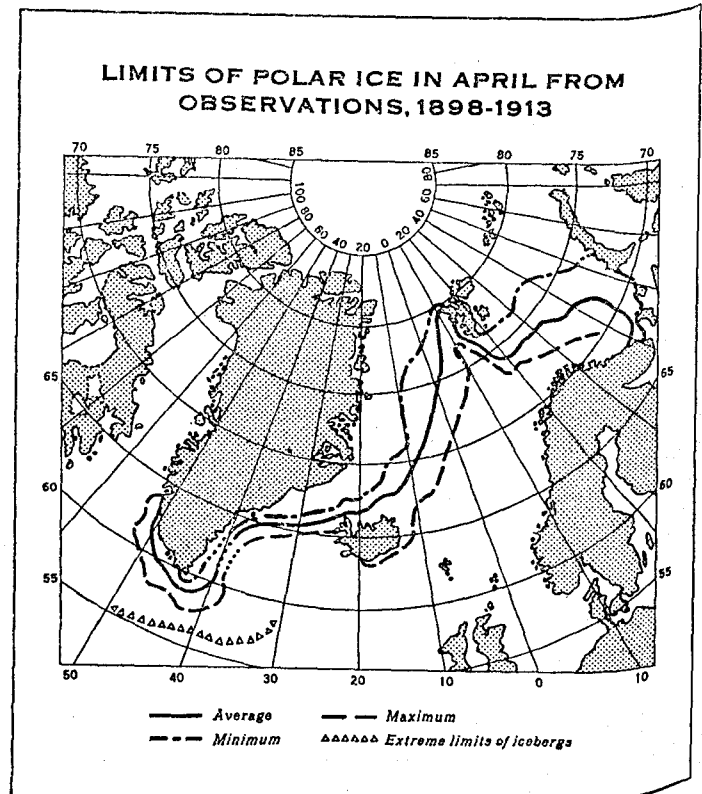 LIMITS OF POLAR ICE IN APRIL FROM
OBSERVATIONS, 1898-1913
70 75 80 85 85 80 75 70
100 80 60 40 20 0 20 40 60 80
65 65
60 60
55 55
50 40 30 20 10 0 10
Average Maximum
Minimum Extreme limits of icebergs